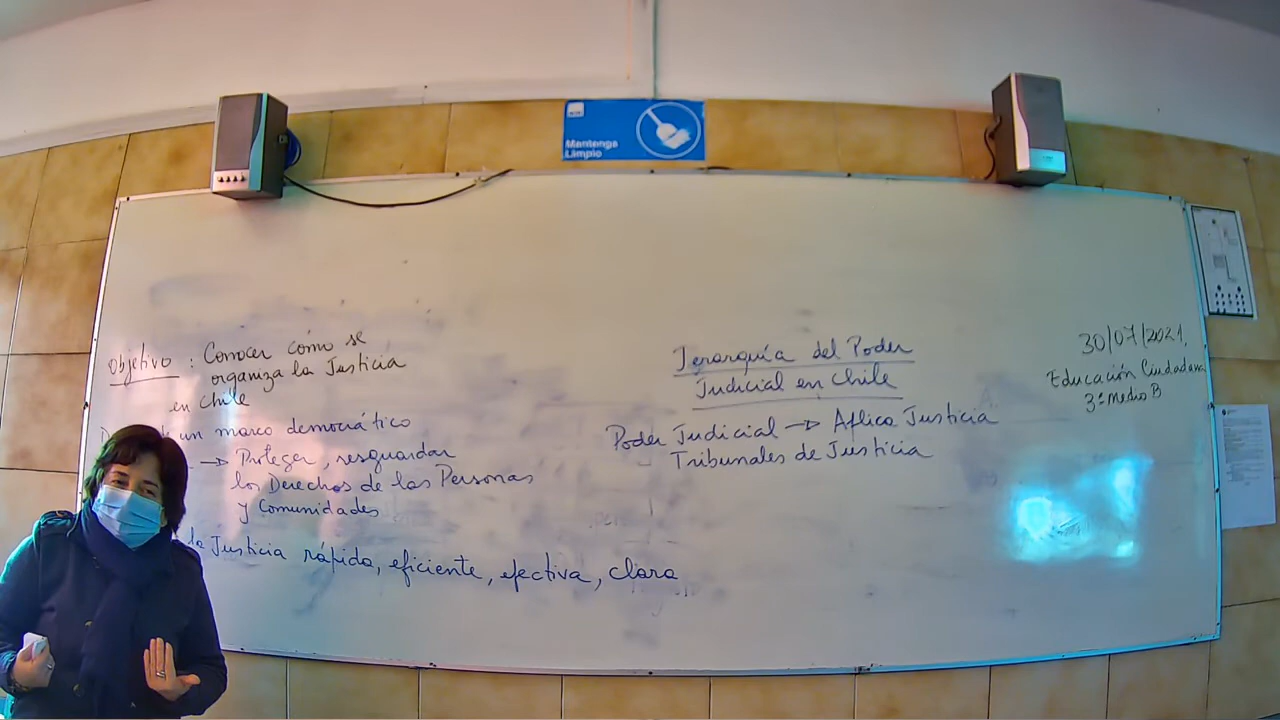 Mantenga
Limpio
Objetivo : Conocer cómo se
organiza la Justicia
en Chile
un marco democrático
→ Proteger, resguardar
los Derechos de las Personas
y Comunidades
la Justicia rápida, eficiente, efectiva, clara
Jerarquía del Poder
Judicial en Chile
Poder Judicial → Aplica Justicia
Tribunales de Justicia
30/07/2021
Educación Ciudadana
3º Medio B